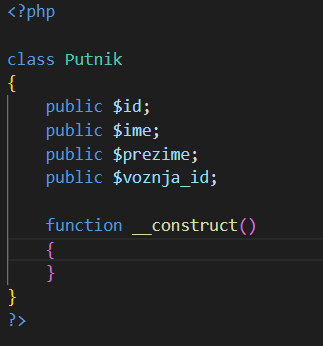 <?php
class Putnik
{
    public $id;
    public $ime;
    public $prezime;
    public $voznja_id;
    function __construct()
    {
    }
}
?>